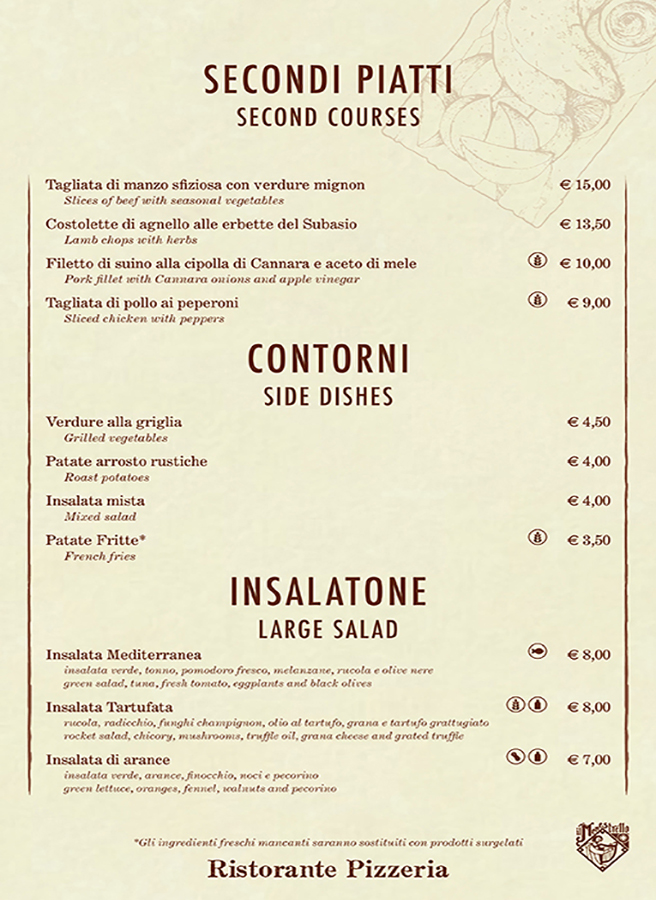 SECONDI PIATTI
SECOND COURSES
Tagliata di manzo sfiziosa con verdure mignon € 15,00
Slices of beef with seasonal vegetables
Costolette di agnello alle erbette del Subasio € 13,50
Lamb chops with herbs
Filetto di suino alla cipolla di Cannara e aceto di mele € 10,00
Pork fillet with Cannara onions and apple vinegar
Tagliata di pollo ai peperoni € 9,00
Sliced chicken with peppers
CONTORNI
SIDE DISHES
Verdure alla griglia € 4,50
Grilled vegetables
Patate arrosto rustiche € 4,00
Roast potatoes
Insalata mista € 4,00
Mixed salad
Patate Fritte* € 3,50
French fries
INSALATONE
LARGE SALAD
Insalata Mediterranea € 8,00
insalata verde, tonno, pomodoro fresco, melanzane, rucola e olive nere
green salad, tuna, fresh tomato, eggplants and black olives
Insalata Tartufata € 8,00
rucola, radicchio, funghi champignon, olio al tartufo, grana e tartufo grattugiato
rocket salad, chicory, mushrooms, truffle oil, grana cheese and grated truffle
Insalata di arance € 7,00
insalata verde, arance, finocchio, noci e pecorino
green lettuce, oranges, fennel, walnuts and pecorino
*Gli ingredienti freschi mancanti saranno sostituiti con prodotti surgelati
Ristorante Pizzeria